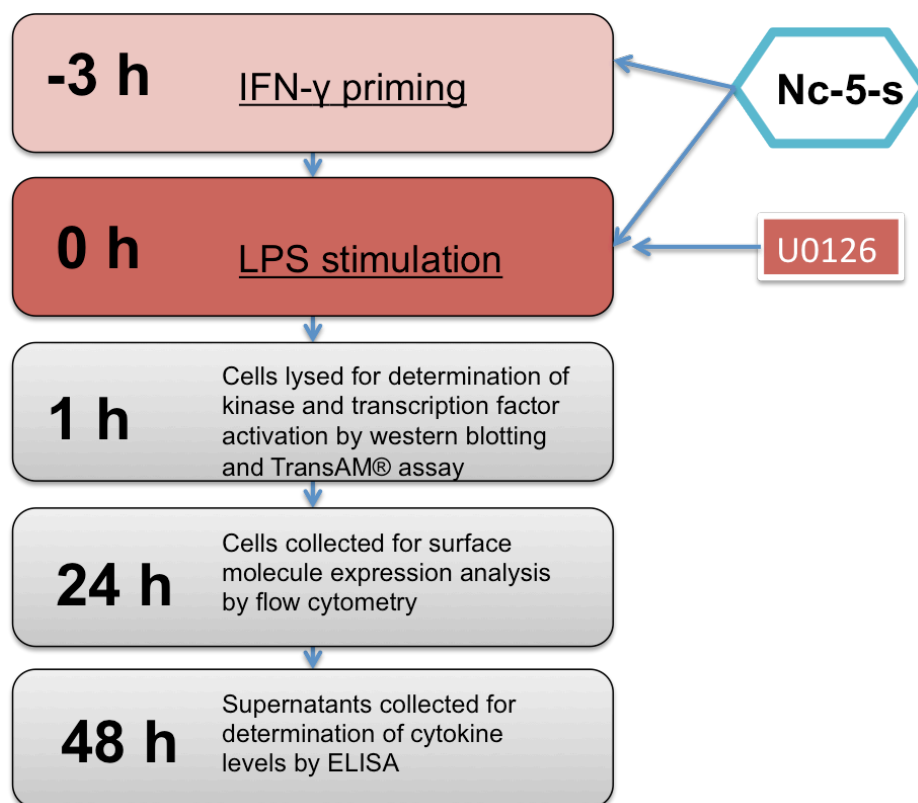 -3 h
IFN-γ priming
Nc-5-s
0 h
LPS stimulation
U0126
1 h
Cells lysed for determination of
kinase and transcription factor
activation by western blotting
and TransAM® assay
24 h
Cells collected for surface
molecule expression analysis
by flow cytometry
48 h
Supernatants collected for
determination of cytokine
levels by ELISA